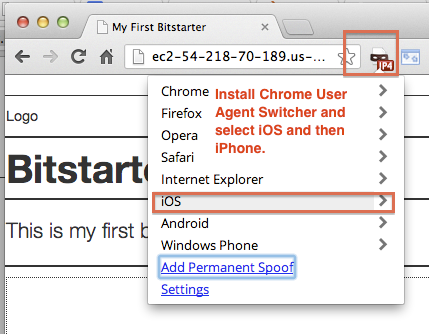 My First Bitstarter
ec2-54-218-70-189.us-...
IP4
Chrome
Firefox
Opera
Safari
Internet Explorer
iOS
Android
Windows Phone
Add Permanent Spoof
Settings
Install Chrome User
Agent Switcher and
select iOS and then
iPhone.
Logo
Bitstarte
This is my first b